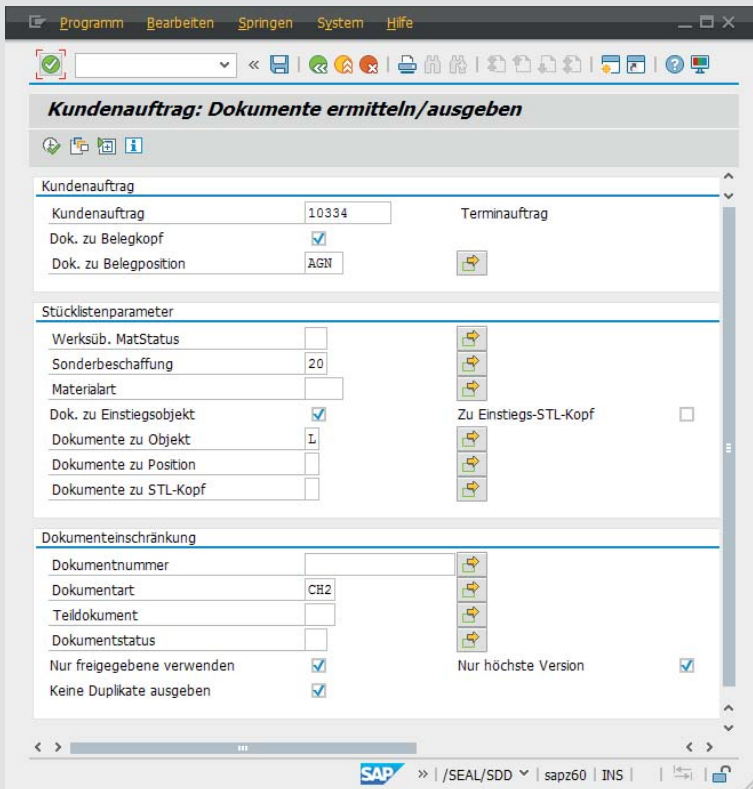 Programm Bearbeiten Springen System Hilfe
Kundenauftrag: Dokumente ermitteln/ausgeben
Kundenauftrag
Kundenauftrag 10334 Terminauftrag
Dok. zu Belegkopf
Dok. zu Belegposition AGN
Stücklistenparameter
Werksüb. MatStatus
Sonderbeschaffung 20
Materialart
Dok. zu Einstiegsobjekt Zu Einstiegs-STL-Kopf
Dokumente zu Objekt L
Dokumente zu Position
Dokumente zu STL-Kopf
Dokumenteinschränkung
Dokumentnummer
Dokumentart CH2
Teildokument
Dokumentstatus
Nur freigegebene verwenden Nur höchste Version
Keine Duplikate ausgeben
SAP » | /SEAL/SDD | sapz60 | INS |